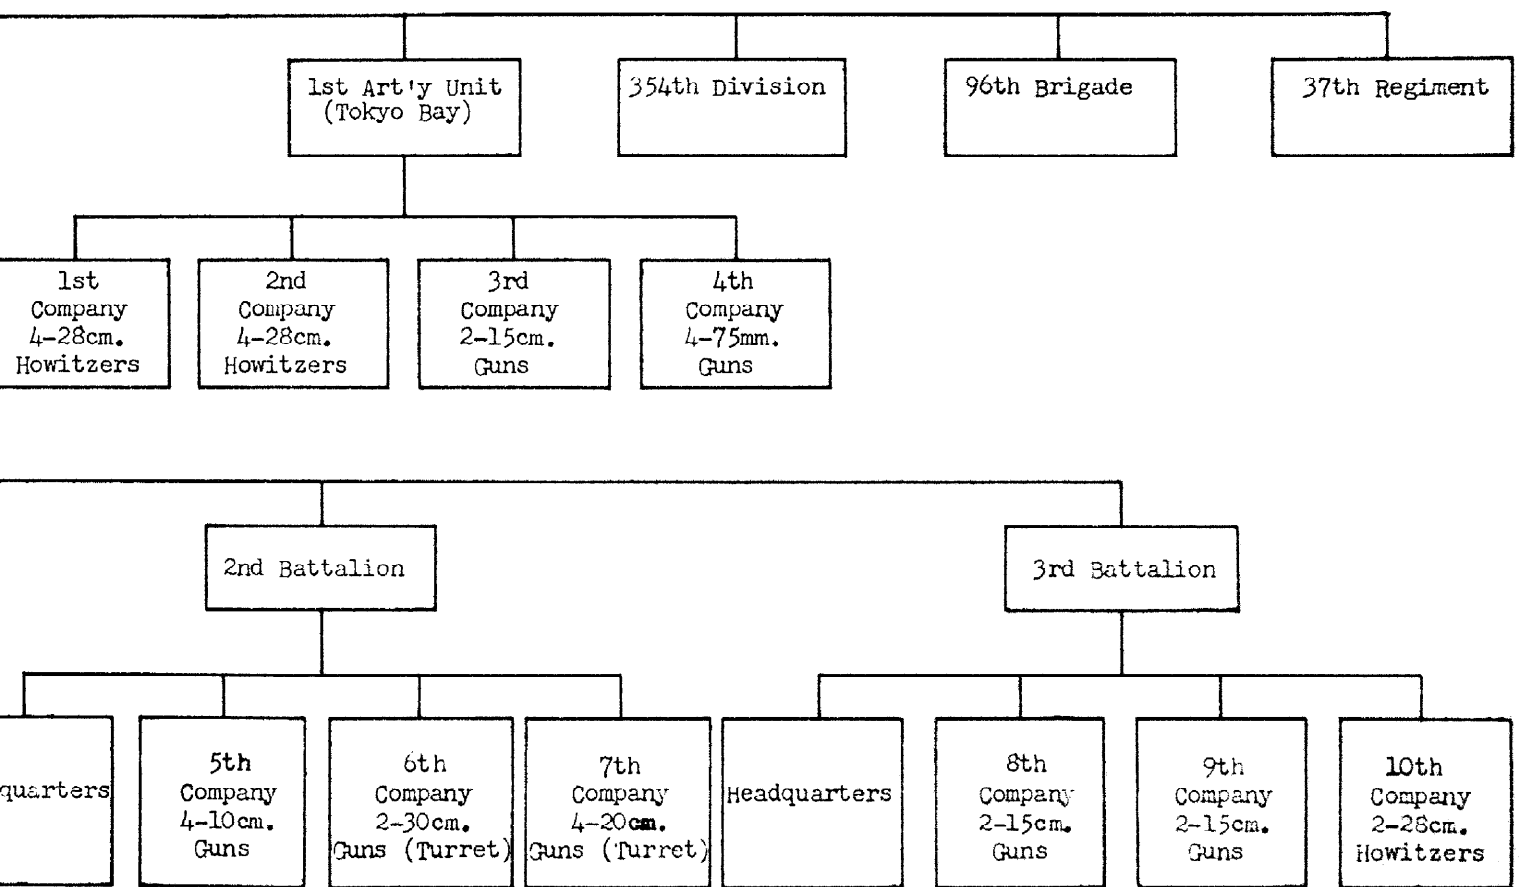 1st Art'y Unit
(Tokyo Bay)
354th Division
96th Brigade
37th Regiment
1st
Company
4-28cm.
Howitzers
2nd
Company
4-28cm.
Howitzers
3rd
Company
2-15cm.
Guns
4th
Company
4-75mm.
Guns
2nd Battalion
3rd Battalion
quarters
5th
Company
4-10cm.
Guns
6th
Company
2-30cm.
Guns (Turret)
7th
Company
4-20cm.
Guns (Turret)
Headquarters
8th
Company
2-15cm.
Guns
9th
Company
2-15cm.
Guns
10th
Company
2-28cm.
Howitzers